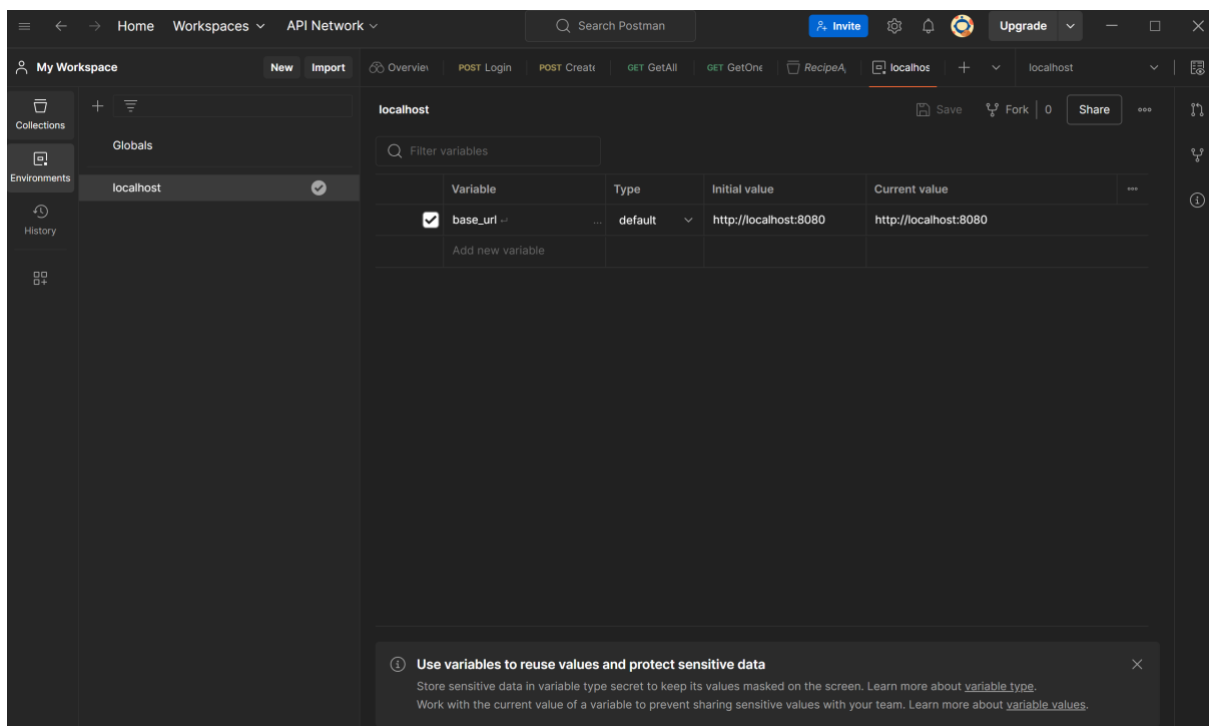 Home Workspaces API Network Search Postman Invite Upgrade
My Workspace New Import Overview POST Login POST Create GET GetAll GET GetOne RecipeA localhos localhost
Collections
Environments
History
Globals
localhost
localhost Save Fork 0 Share
Filter variables
Variable Type Initial value Current value
base_url ... default http://localhost:8080 http://localhost:8080
Add new variable
Use variables to reuse values and protect sensitive data
Store sensitive data in variable type secret to keep its values masked on the screen. Learn more about variable type.
Work with the current value of a variable to prevent sharing sensitive values with your team. Learn more about variable values.